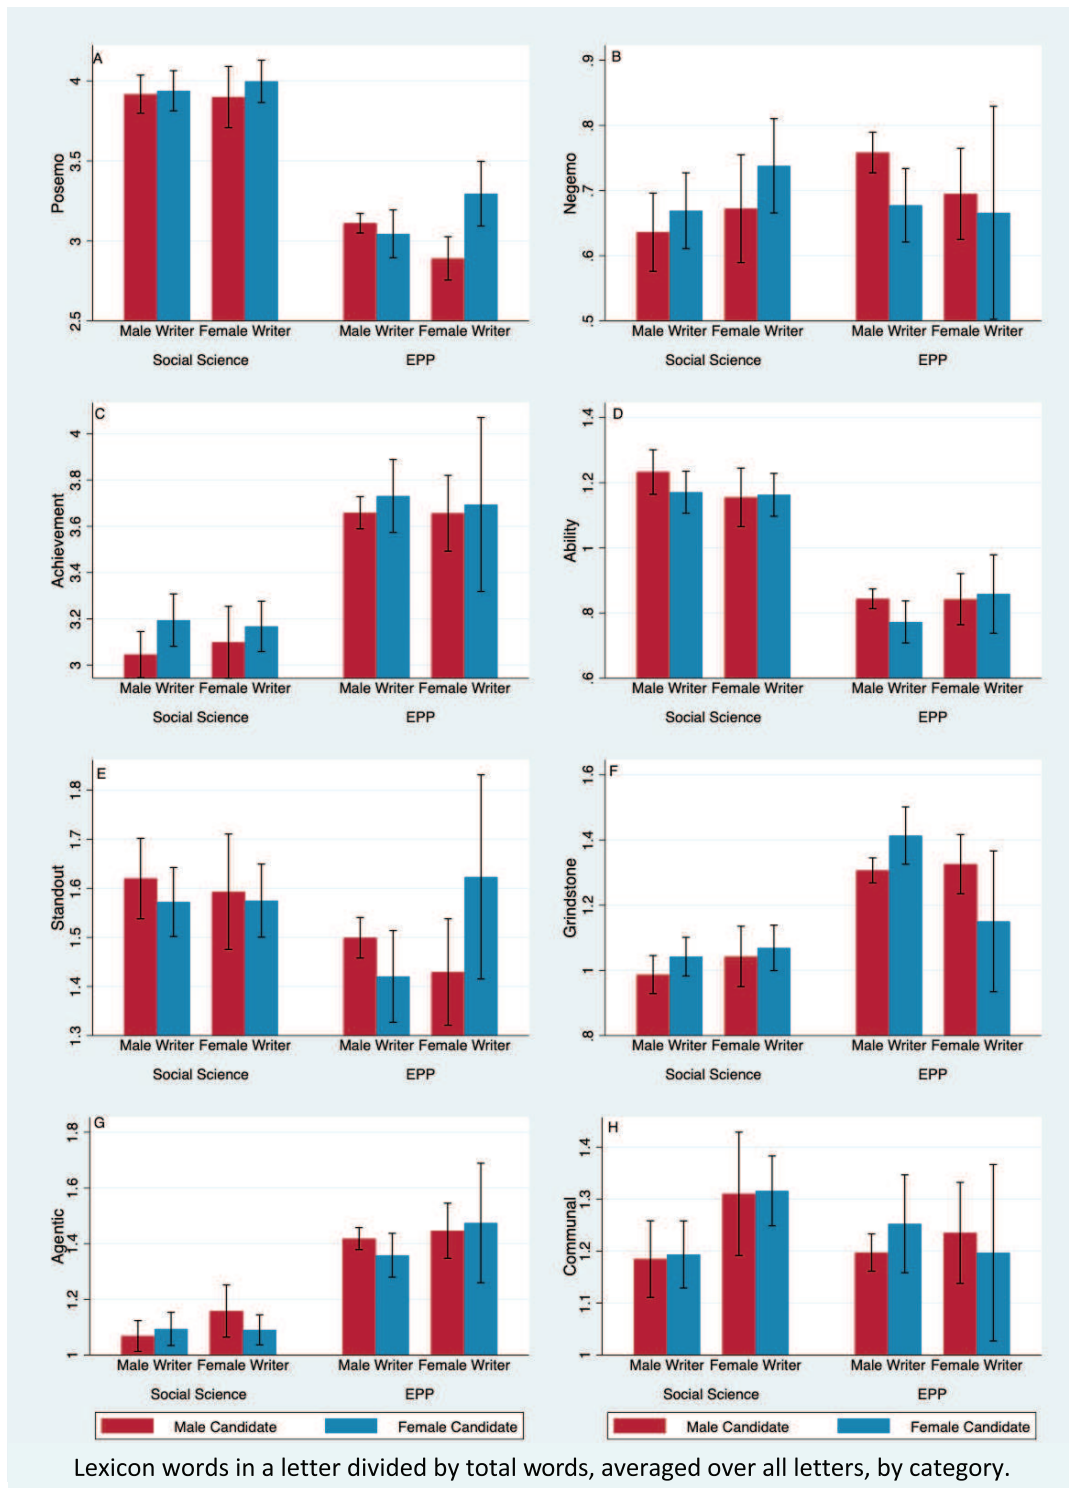 A
Posemo
4
3.5
3
2.5
Male Writer Female Writer Male Writer Female Writer
Social Science EPP
B
Negemo
.9
.8
.7
.6
.5
Male Writer Female Writer Male Writer Female Writer
Social Science EPP
C
Achievement
4
3.8
3.6
3.4
3.2
3
Male Writer Female Writer Male Writer Female Writer
Social Science EPP
D
Ability
1.4
1.2
1
.8
.6
Male Writer Female Writer Male Writer Female Writer
Social Science EPP
E
Standout
1.8
1.7
1.6
1.5
1.4
1.3
Male Writer Female Writer Male Writer Female Writer
Social Science EPP
F
Grindstone
1.6
1.4
1.2
1
.8
Male Writer Female Writer Male Writer Female Writer
Social Science EPP
G
Agentic
1.8
1.6
1.4
1.2
1
Male Writer Female Writer Male Writer Female Writer
Social Science EPP
H
Communal
1.4
1.3
1.2
1.1
1
Male Writer Female Writer Male Writer Female Writer
Social Science EPP
Male Candidate Female Candidate
Male Candidate Female Candidate
Lexicon words in a letter divided by total words, averaged over all letters, by category.